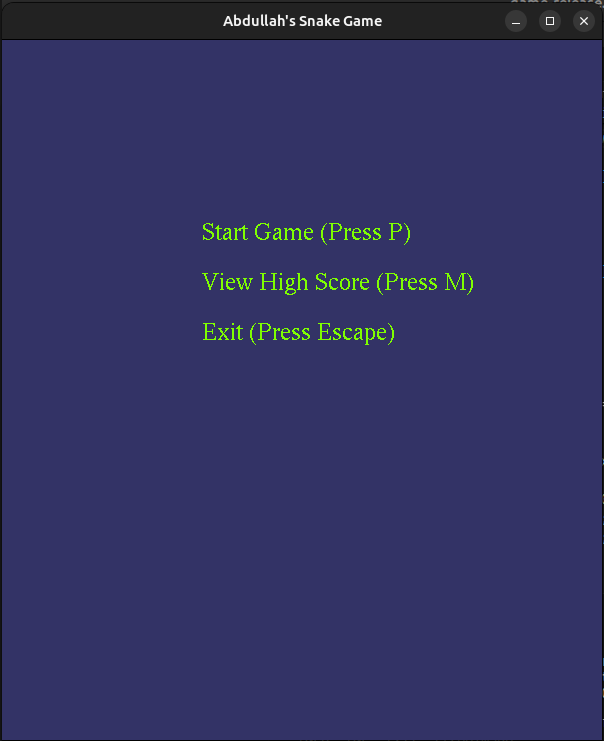 Abdullah's Snake Game
Start Game (Press P)
View High Score (Press M)
Exit (Press Escape)